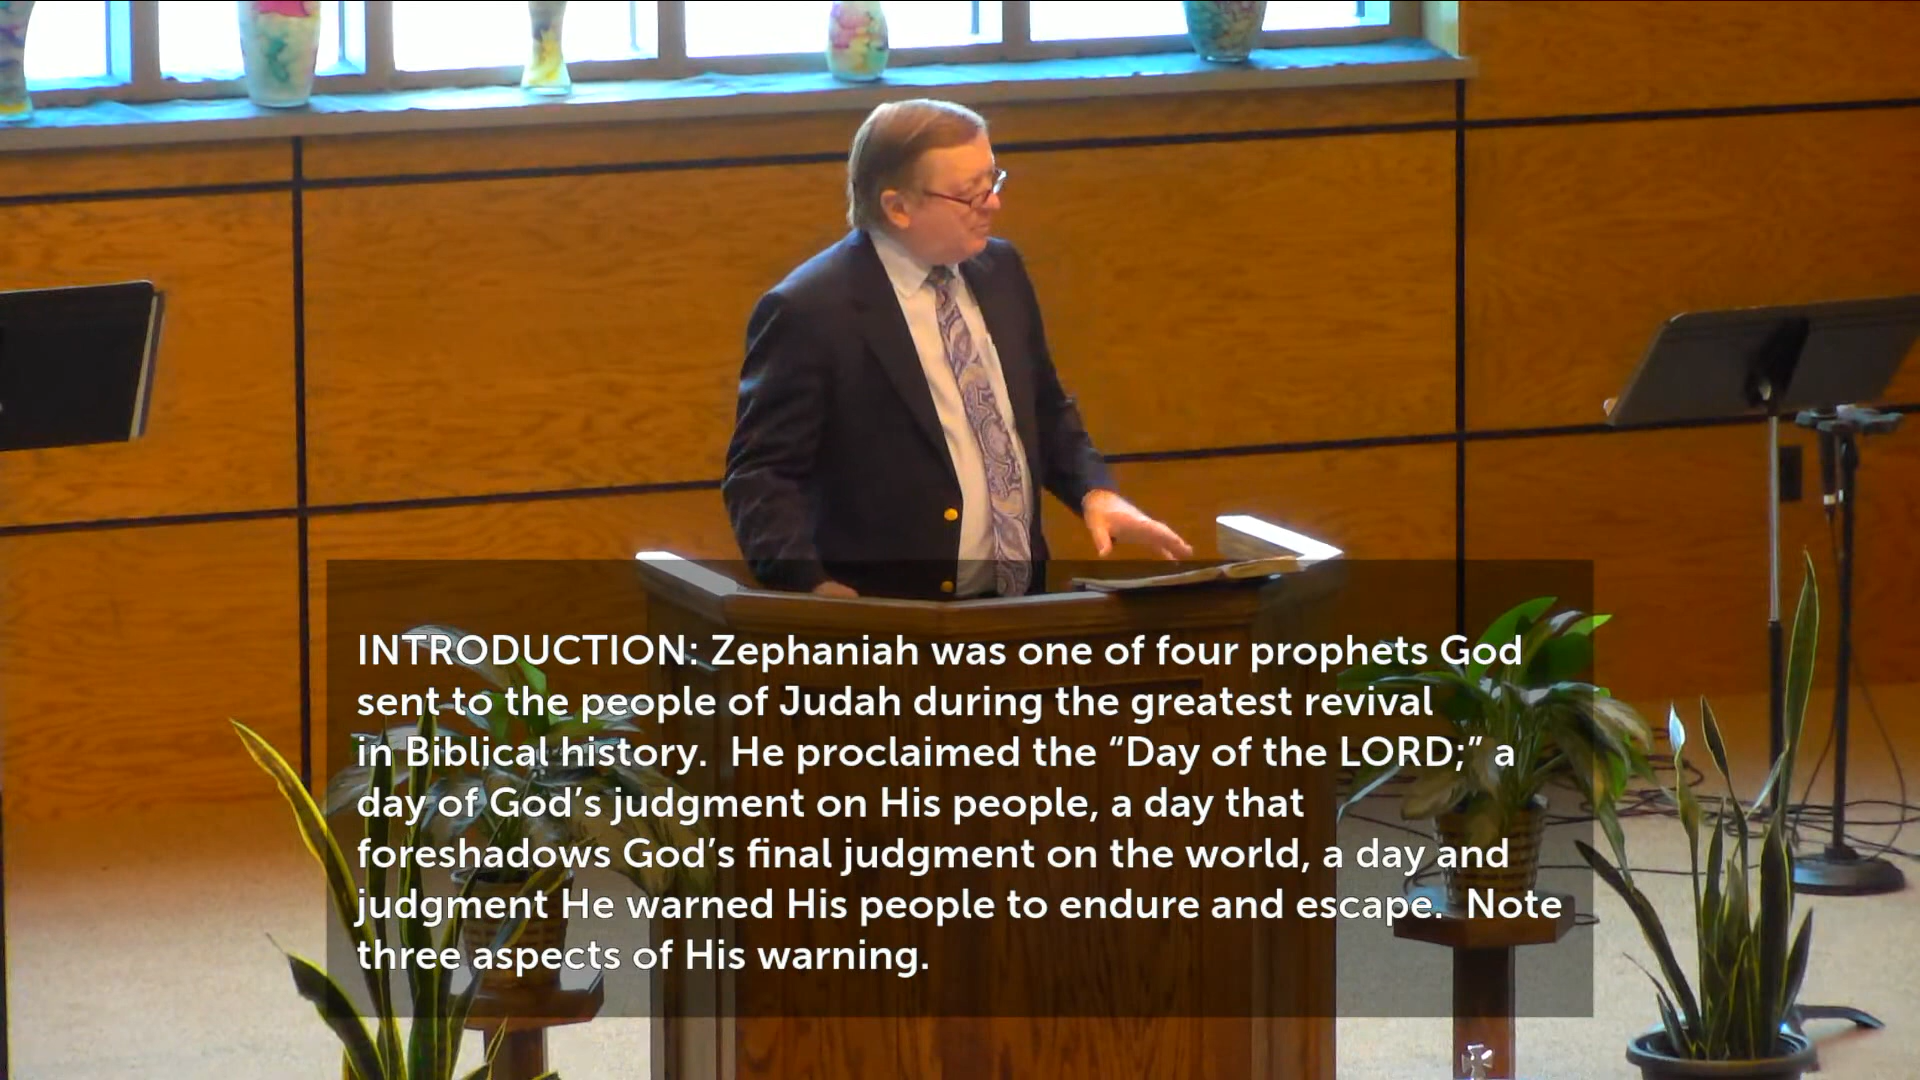 INTRODUCTION: Zephaniah was one of four prophets God
sent to the people of Judah during the greatest revival
in Biblical history.  He proclaimed the “Day of the LORD;” a
day of God’s judgment on His people, a day that
foreshadows God’s final judgment on the world, a day and
judgment He warned His people to endure and escape.  Note
three aspects of His warning.